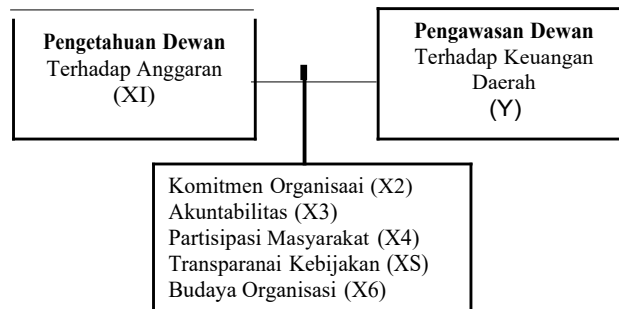 Pengetahuan Dewan
Terhadap Anggaran
(XI)
Pengawasan Dewan
Terhadap Keuangan
Daerah
(Y)
Komitmen Organisaai (X2)
Akuntabilitas (X3)
Partisipasi Masyarakat (X4)
Transparanai Kebijakan (XS)
Budaya Organisasi (X6)